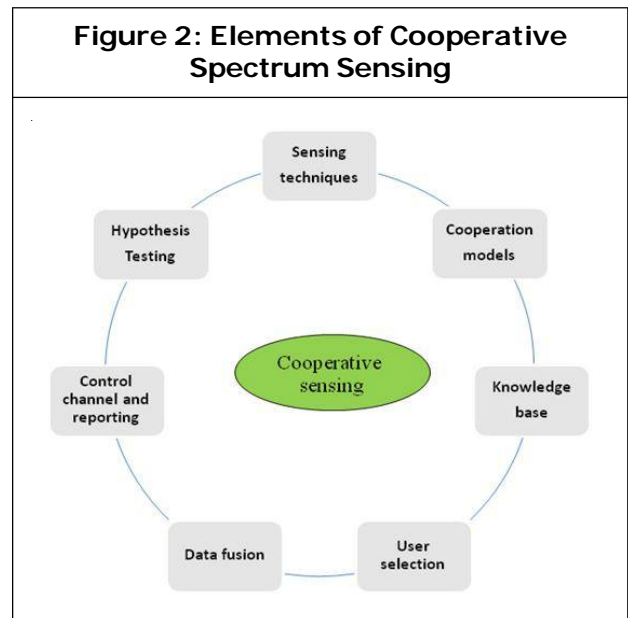 Figure 2: Elements of Cooperative
Spectrum Sensing
Sensing
techniques
Cooperation
models
Knowledge
base
User
selection
Data fusion
Control
channel and
reporting
Hypothesis
Testing
Cooperative
sensing